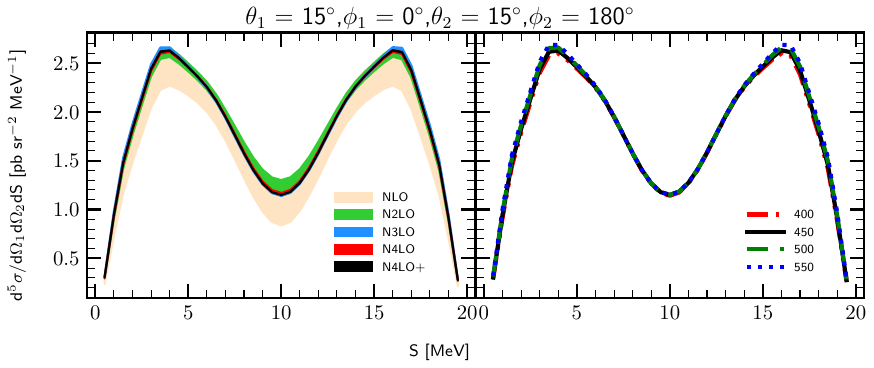 θ₁ = 15°,ϕ₁ = 0°,θ₂ = 15°,ϕ₂ = 180°
d⁵σ/dΩ₁dΩ₂dS [pb sr⁻² MeV⁻¹]
2.5
2.0
1.5
1.0
0.5
NLO
N2LO
N3LO
N4LO
N4LO+
400
450
500
550
0 5 10 15 20 5 10 15 20
S [MeV]